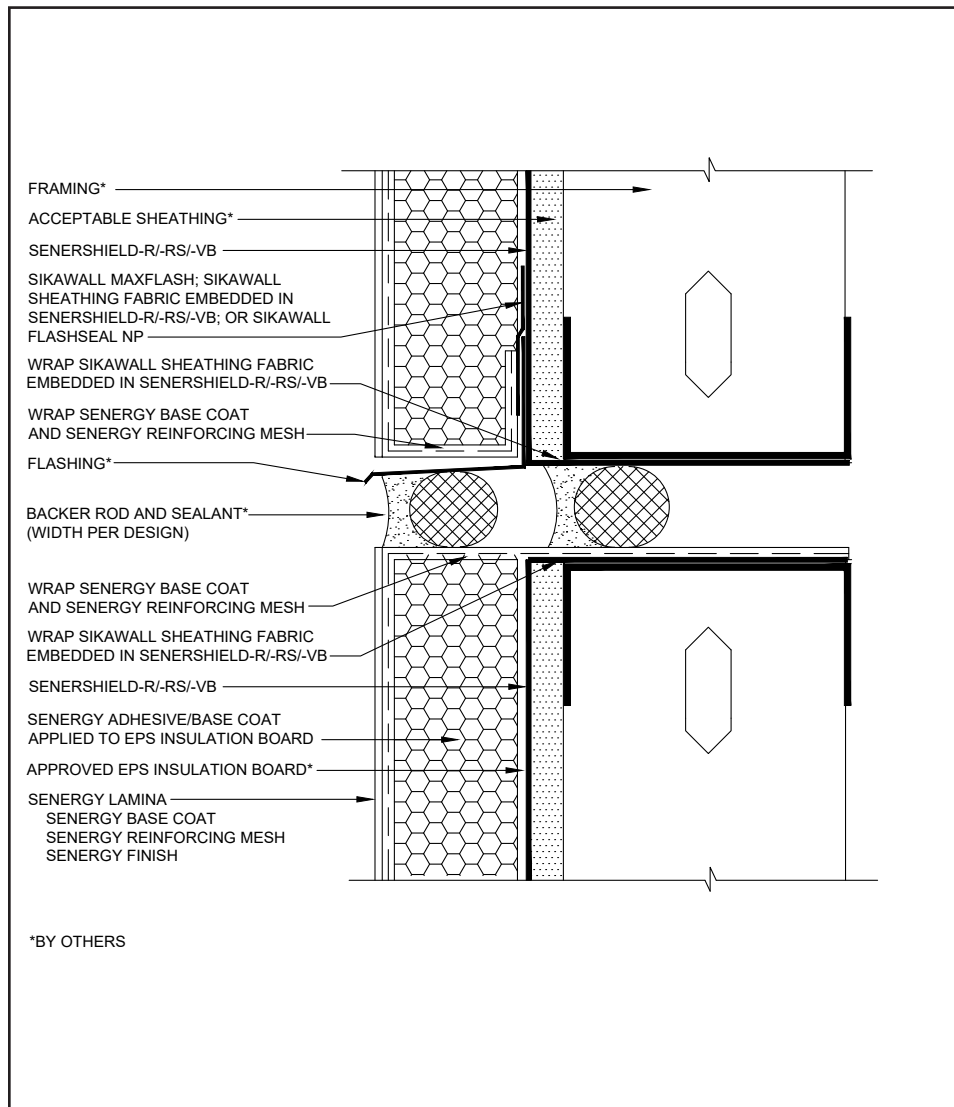 FRAMING*
ACCEPTABLE SHEATHING*
SENERSHIELD-R/-RS/-VB
SIKAWALL MAXFLASH; SIKAWALL
SHEATHING FABRIC EMBEDDED IN
SENERSHIELD-R/-RS/-VB; OR SIKAWALL
FLASHSEAL NP
WRAP SIKAWALL SHEATHING FABRIC
EMBEDDED IN SENERSHIELD-R/-RS/-VB
WRAP SENERGY BASE COAT
AND SENERGY REINFORCING MESH
FLASHING*
BACKER ROD AND SEALANT*
(WIDTH PER DESIGN)
WRAP SENERGY BASE COAT
AND SENERGY REINFORCING MESH
WRAP SIKAWALL SHEATHING FABRIC
EMBEDDED IN SENERSHIELD-R/-RS/-VB
SENERSHIELD-R/-RS/-VB
SENERGY ADHESIVE/BASE COAT
APPLIED TO EPS INSULATION BOARD
APPROVED EPS INSULATION BOARD*
SENERGY LAMINA
SENERGY BASE COAT
SENERGY REINFORCING MESH
SENERGY FINISH
*BY OTHERS